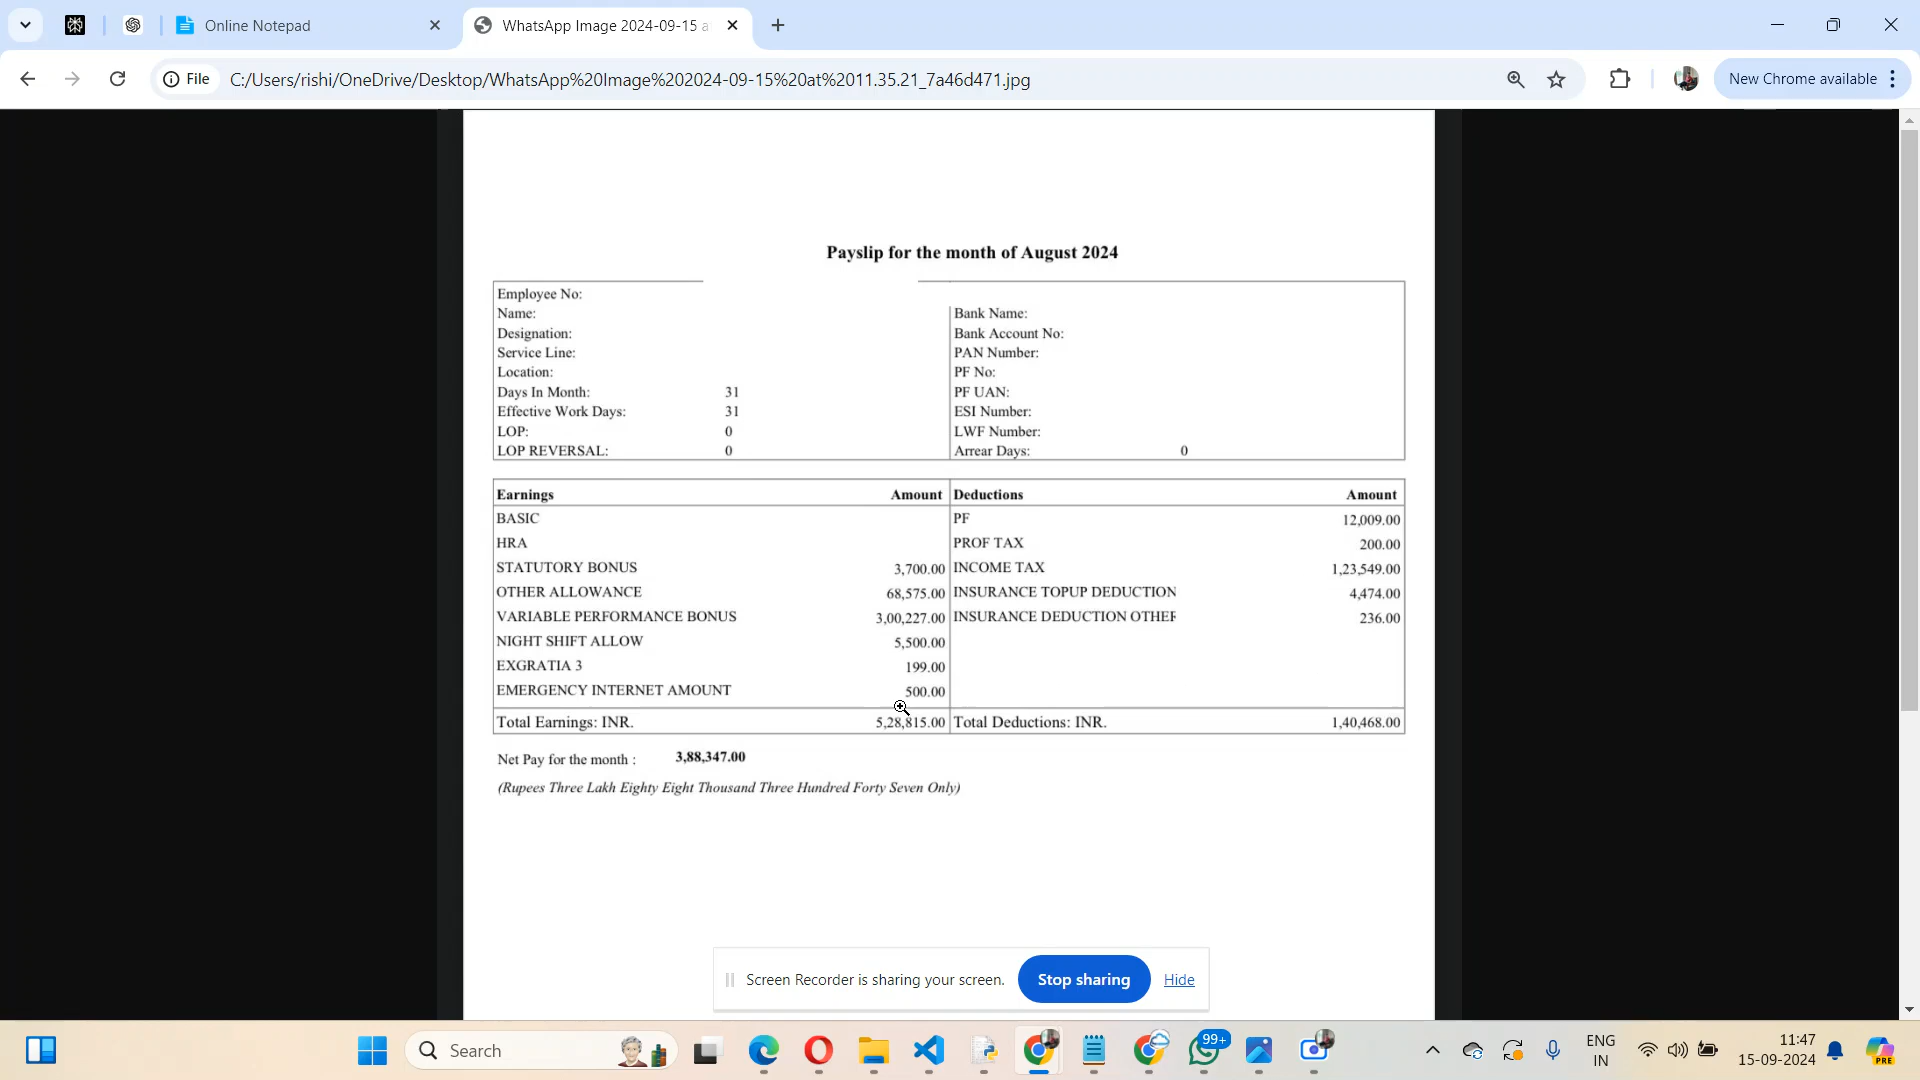 Online Notepad
WhatsApp Image 2024-09-15 a
File
C:/Users/rishi/OneDrive/Desktop/WhatsApp%20Image%202024-09-15%20at%2011.35.21_7a46d471.jpg
New Chrome available
Payslip for the month of August 2024
Employee No:
Name:
Designation:
Service Line:
Location:
Days In Month: 31
Effective Work Days: 31
LOP: 0
LOP REVERSAL: 0
Bank Name:
Bank Account No:
PAN Number:
PF No:
PF UAN:
ESI Number:
LWF Number:
Arrear Days: 0
Earnings Amount Deductions Amount
BASIC PF 12,009.00
HRA PROF TAX 200.00
STATUTORY BONUS 3,700.00 INCOME TAX 1,23,549.00
OTHER ALLOWANCE 68,575.00 INSURANCE TOPUP DEDUCTION 4,474.00
VARIABLE PERFORMANCE BONUS 3,00,227.00 INSURANCE DEDUCTION OTHER 236.00
NIGHT SHIFT ALLOW 5,500.00
EXGRATIA 3 199.00
EMERGENCY INTERNET AMOUNT 500.00
Total Earnings: INR. 5,28,815.00 Total Deductions: INR. 1,40,468.00
Net Pay for the month : 3,88,347.00
(Rupees Three Lakh Eighty Eight Thousand Three Hundred Forty Seven Only)
Screen Recorder is sharing your screen. Stop sharing Hide
Search
99+
ENG
IN
11:47
15-09-2024
PRE